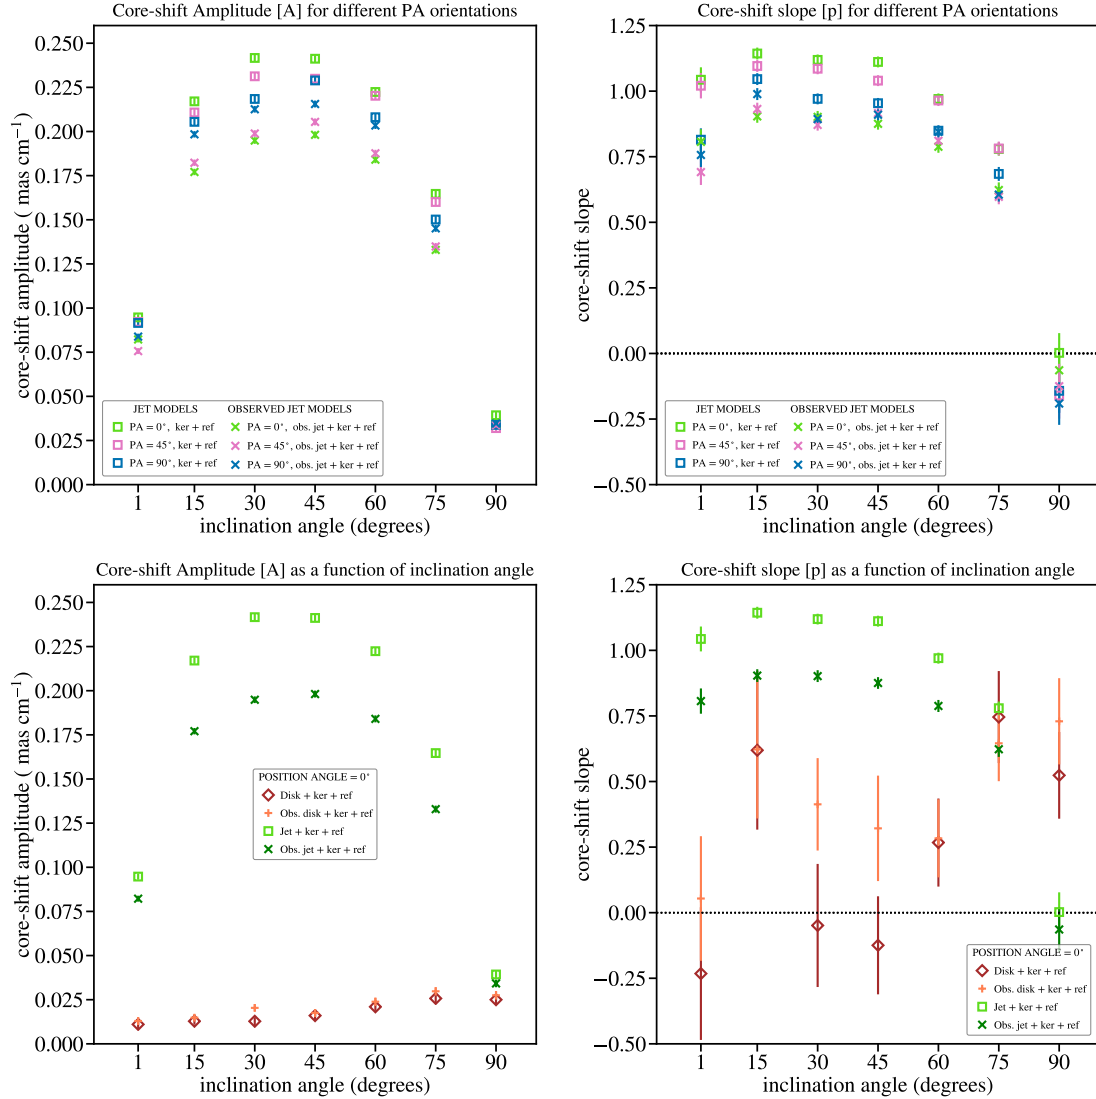 Core-shift Amplitude [A] for different PA orientations
core-shift amplitude ( mas cm⁻¹)
0.250
0.225
0.200
0.175
0.150
0.125
0.100
0.075
0.050
0.025
0.000
JET MODELS OBSERVED JET MODELS
PA = 0°, ker + ref PA = 0°, obs. jet + ker + ref
PA = 45°, ker + ref PA = 45°, obs. jet + ker + ref
PA = 90°, ker + ref PA = 90°, obs. jet + ker + ref
1 15 30 45 60 75 90
inclination angle (degrees)
Core-shift slope [p] for different PA orientations
core-shift slope
1.25
1.00
0.75
0.50
0.25
0.00
−0.25
−0.50
JET MODELS OBSERVED JET MODELS
PA = 0°, ker + ref PA = 0°, obs. jet + ker + ref
PA = 45°, ker + ref PA = 45°, obs. jet + ker + ref
PA = 90°, ker + ref PA = 90°, obs. jet + ker + ref
1 15 30 45 60 75 90
inclination angle (degrees)
Core-shift Amplitude [A] as a function of inclination angle
core-shift amplitude ( mas cm⁻¹)
0.250
0.225
0.200
0.175
0.150
0.125
0.100
0.075
0.050
0.025
0.000
POSITION ANGLE = 0°
Disk + ker + ref
Obs. disk + ker + ref
Jet + ker + ref
Obs. jet + ker + ref
1 15 30 45 60 75 90
inclination angle (degrees)
Core-shift slope [p] as a function of inclination angle
core-shift slope
1.25
1.00
0.75
0.50
0.25
0.00
−0.25
−0.50
POSITION ANGLE = 0°
Disk + ker + ref
Obs. disk + ker + ref
Jet + ker + ref
Obs. jet + ker + ref
1 15 30 45 60 75 90
inclination angle (degrees)